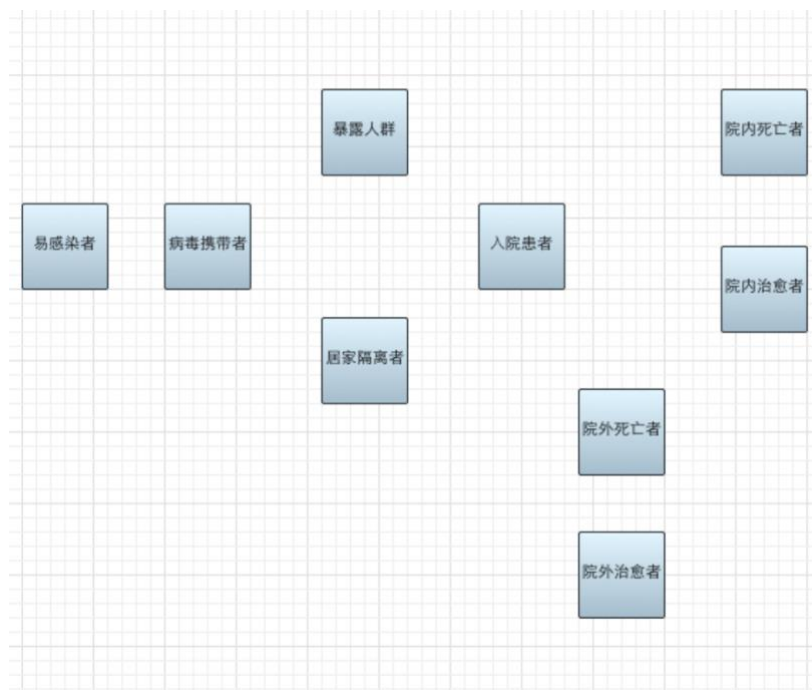 暴露人群
院内死亡者
易感染者
病毒携带者
入院患者
院内治愈者
居家隔离者
院外死亡者
院外治愈者